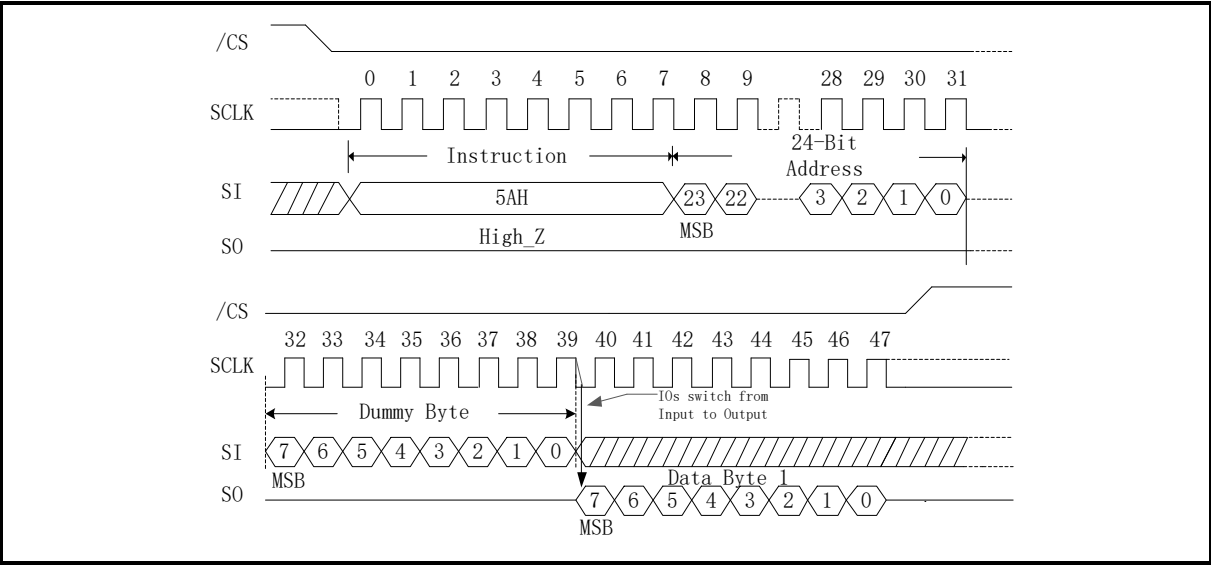 /CS
0 1 2 3 4 5 6 7 8 9 28 29 30 31
SCLK
Instruction 24-Bit
Address
SI 5AH 23 22 3 2 1 0
MSB
High_Z
SO
/CS
32 33 34 35 36 37 38 39 40 41 42 43 44 45 46 47
SCLK
IOs switch from
Input to Output
Dummy Byte
SI 7 6 5 4 3 2 1 0
MSB
Data Byte 1
SO 7 6 5 4 3 2 1 0
MSB